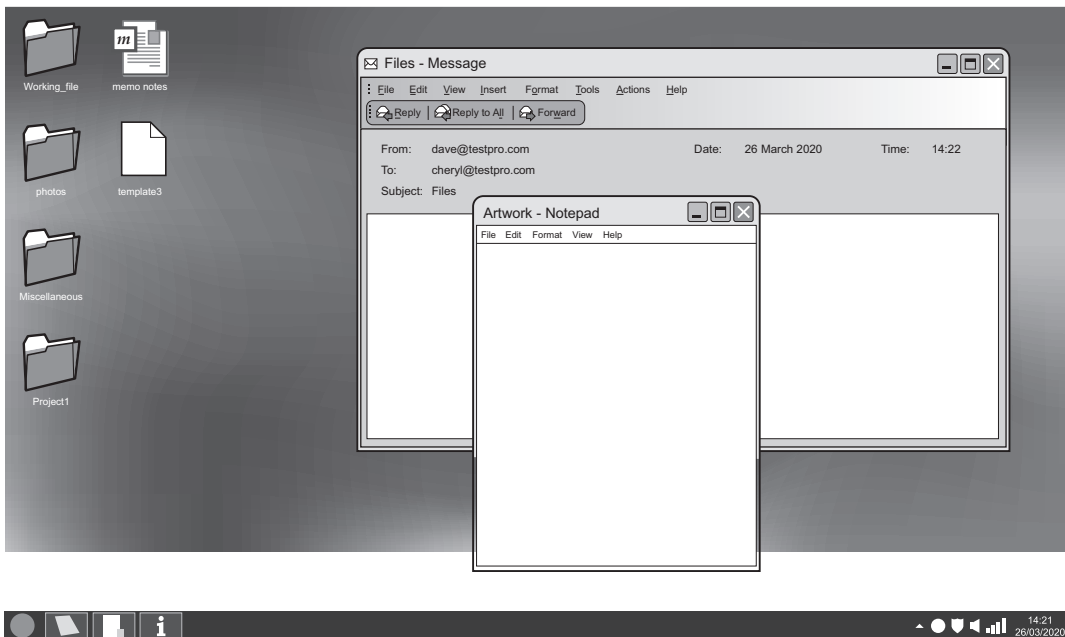 Working_file
memo notes
m
photos
template3
Miscellaneous
Project1
Files - Message
File Edit View Insert Format Tools Actions Help
Reply Reply to All Forward
From: dave@testpro.com Date: 26 March 2020 Time: 14:22
To: cheryl@testpro.com
Subject: Files
Artwork - Notepad
File Edit Format View Help
i
14:21
26/03/2020